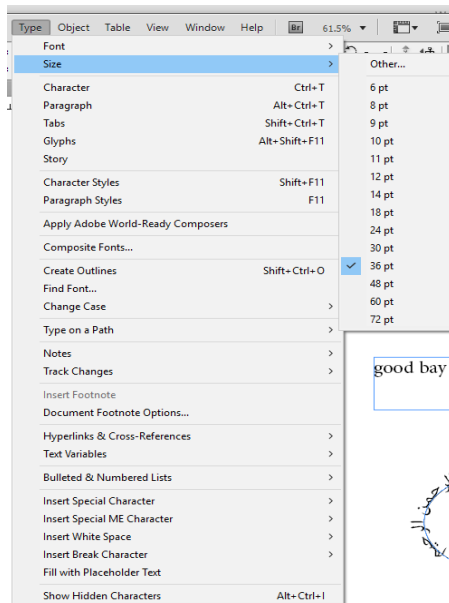 Type Object Table View Window Help Br 61.5%
Font
Size
Other...
Character Ctrl+T
6 pt
Paragraph Alt+Ctrl+T
8 pt
Tabs Shift+Ctrl+T
9 pt
Glyphs Alt+Shift+F11
10 pt
Story
11 pt
12 pt
Character Styles Shift+F11
14 pt
Paragraph Styles F11
18 pt
Apply Adobe World-Ready Composers
24 pt
Composite Fonts...
30 pt
Create Outlines Shift+Ctrl+O
36 pt
Find Font...
48 pt
Change Case
60 pt
Type on a Path
72 pt
Notes
Track Changes
good bay
Insert Footnote
Document Footnote Options...
Hyperlinks & Cross-References
Text Variables
Bulleted & Numbered Lists
Insert Special Character
Insert Special ME Character
Insert White Space
Insert Break Character
Fill with Placeholder Text
Show Hidden Characters Alt+Ctrl+I